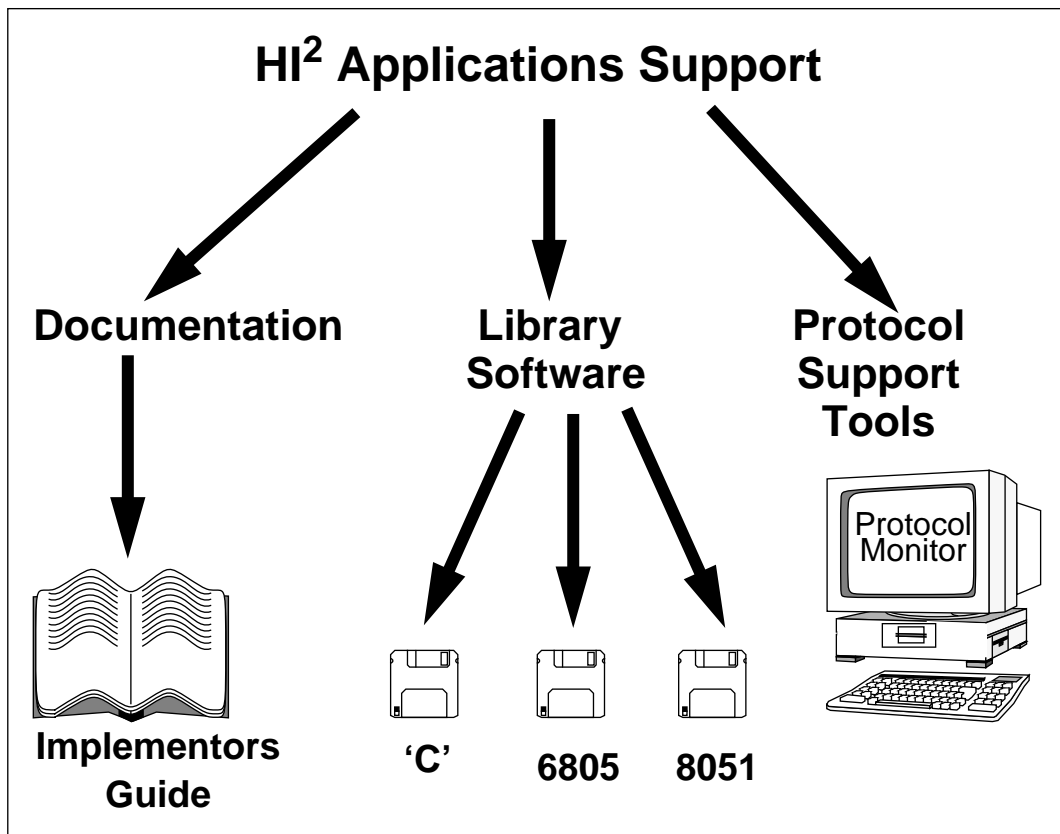 HI² Applications Support
Documentation
Library
Software
Protocol
Support
Tools
Protocol
Monitor
Implementors
Guide
‘C’
6805
8051